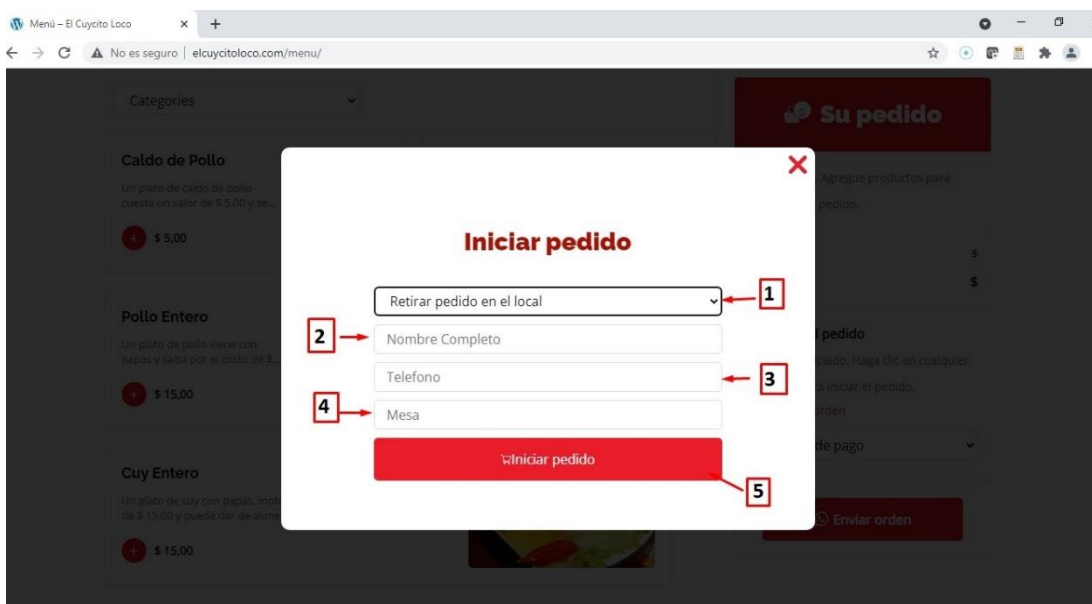 Menú – El Cuycito Loco
No es seguro | elcuycitoloco.com/menu/
Categories
0
Su pedido
Caldo de Pollo
Un plato de caldo de pollo
cuesta un valor de $ 5,00 y se...
$ 5,00
Agregue productos para
pedido.
$
$
Iniciar pedido
Retirar pedido en el local
1
2
Nombre Completo
Telefono
3
4
Mesa
Iniciar pedido
5
Pollo Entero
Un plato de pollo viene con
papas y salsa por el costo de $...
$ 15,00
l pedido
iciado. Haga clic en cualquier
a iniciar el pedido.
orden
de pago
Cuy Entero
Un plato de cuy con papas, mote
de $ 15,00 y puede dar de alime
$ 15,00
Enviar orden